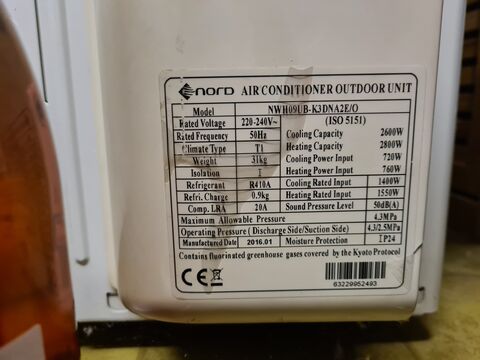 nord AIR CONDITIONER OUTDOOR UNIT
Model NWH09UB-K3DNA2E/O
Rated Voltage 220-240V~ (ISO 5151)
Rated Frequency 50Hz Cooling Capacity 2600W
Climate Type T1 Heating Capacity 2800W
Weight 31kg Cooling Power Input 720W
Isolation I Heating Power Input 760W
Refrigerant R410A Cooling Rated Input 1400W
Refri. Charge 0.9kg Heating Rated Input 1550W
Comp. LRA 20A Sound Pressure Level 50dB(A)
Maximum Allowable Pressure 4.3MPa
Operating Pressure ( Discharge Side/Suction Side) 4.3/2.5MPa
Manufactured Date 2016.01 Moisture Protection IP24
Contains fluorinated greenhouse gases covered by the Kyoto Protocol
CE
63229952493